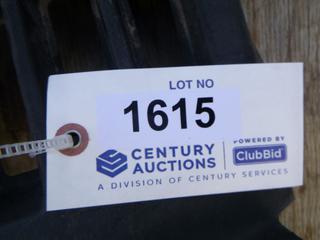 LOT NO
1615
CENTURY AUCTIONS
POWERED BY
ClubBid
A DIVISION OF CENTURY SERVICES